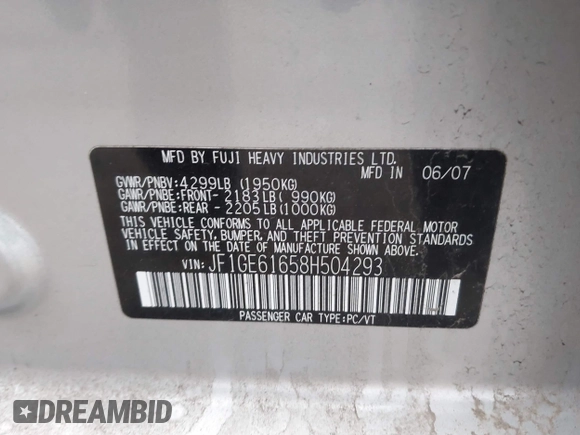 MFD BY FUJI HEAVY INDUSTRIES LTD.
MFD IN 06/07
GVWR/PNBV:4299LB (1950KG)
GAWR/PNBE:FRONT- 2183LB( 990KG)
GAWR/PNBE:REAR - 2205LB(1000KG)
THIS VEHICLE CONFORMS TO ALL APPLICABLE FEDERAL MOTOR
VEHICLE SAFETY, BUMPER, AND THEFT PREVENTION STANDARDS
IN EFFECT ON THE DATE OF MANUFACTURE SHOWN ABOVE.
VIN: JF1GE61658H504293
PASSENGER CAR TYPE:PC/VT
DREAMBID